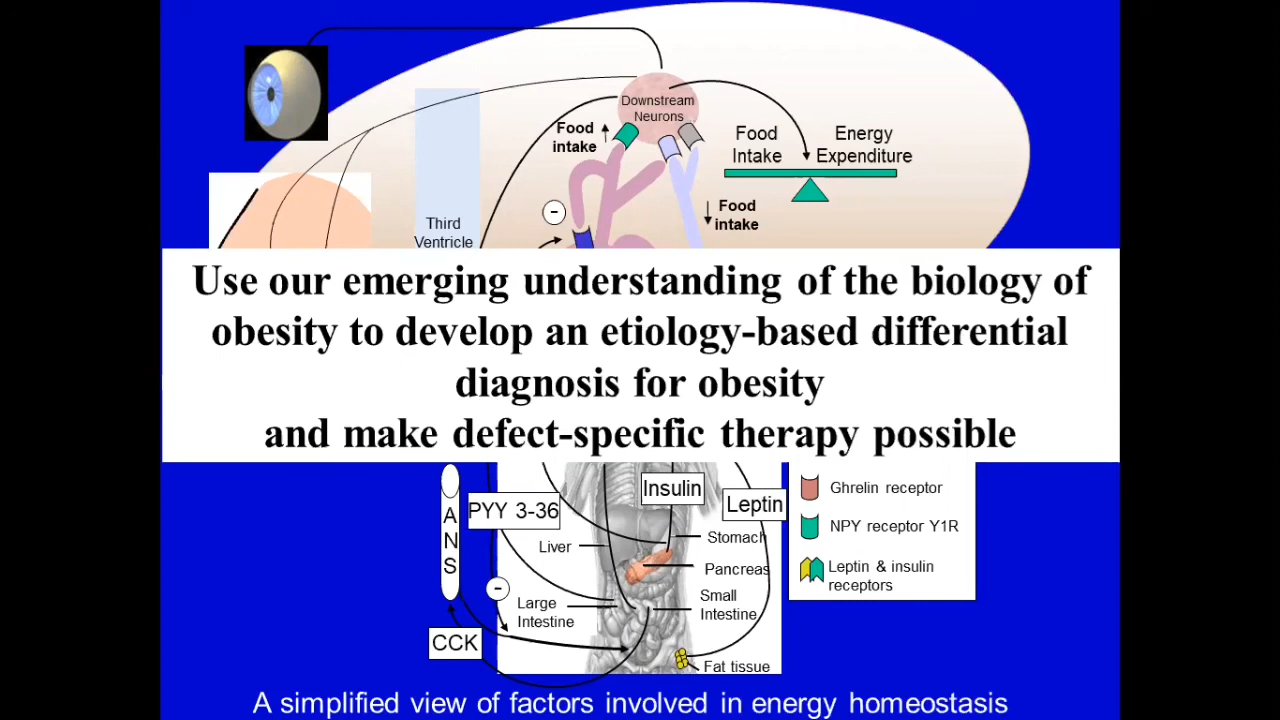 Downstream
Neurons
Food
intake
Food
Intake
Energy
Expenditure
-
Food
intake
Third
Ventricle
Use our emerging understanding of the biology of
obesity to develop an etiology-based differential
diagnosis for obesity
and make defect-specific therapy possible
Insulin
Leptin
PYY 3-36
A
N
S
Liver
Stomach
Pancreas
-
Large
Intestine
Small
Intestine
CCK
Fat tissue
Ghrelin receptor
NPY receptor Y1R
Leptin & insulin
receptors
A simplified view of factors involved in energy homeostasis